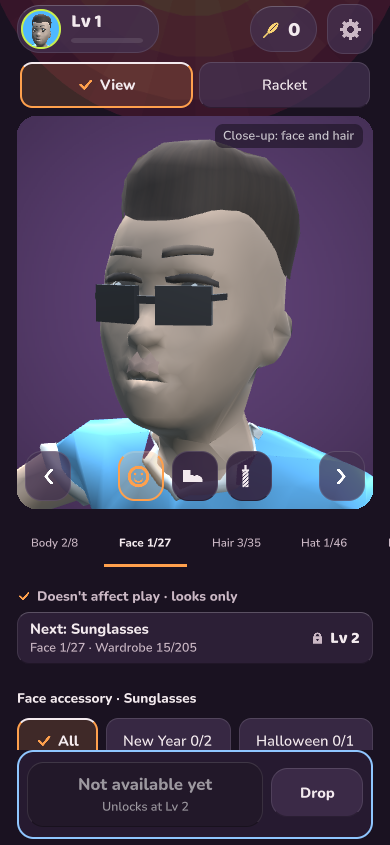 Lv 1
0
View
Racket
Close-up: face and hair
Body 2/8
Face 1/27
Hair 3/35
Hat 1/46
Doesn't affect play · looks only
Next: Sunglasses
Face 1/27 · Wardrobe 15/205
Lv 2
Face accessory · Sunglasses
All
New Year 0/2
Halloween 0/1
Not available yet
Unlocks at Lv 2
Drop